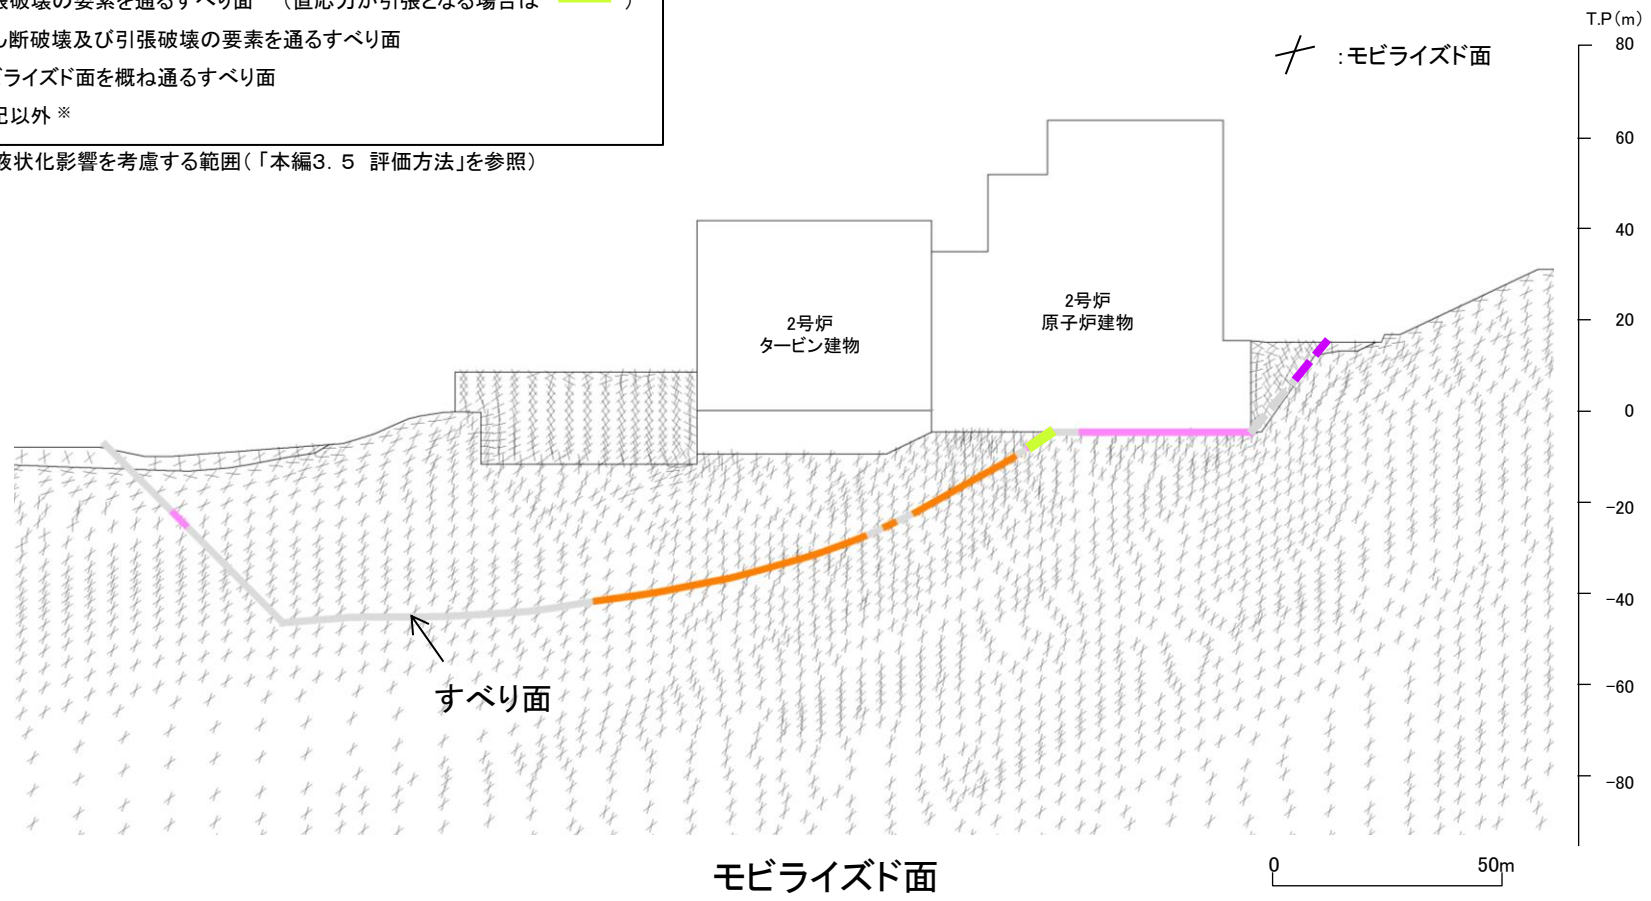 張破壊の要素を通るすべり面 (直応力が引張となる場合は )
断破壊及び引張破壊の要素を通るすべり面
ライズド面を概ね通るすべり面
以外 ※
液状化影響を考慮する範囲(「本編3.5 評価方法」を参照)
:モビライズド面
T.P(m)
80
60
40
20
0
-20
-40
-60
-80
2号炉
タービン建物
2号炉
原子炉建物
すべり面
モビライズド面
0 50m